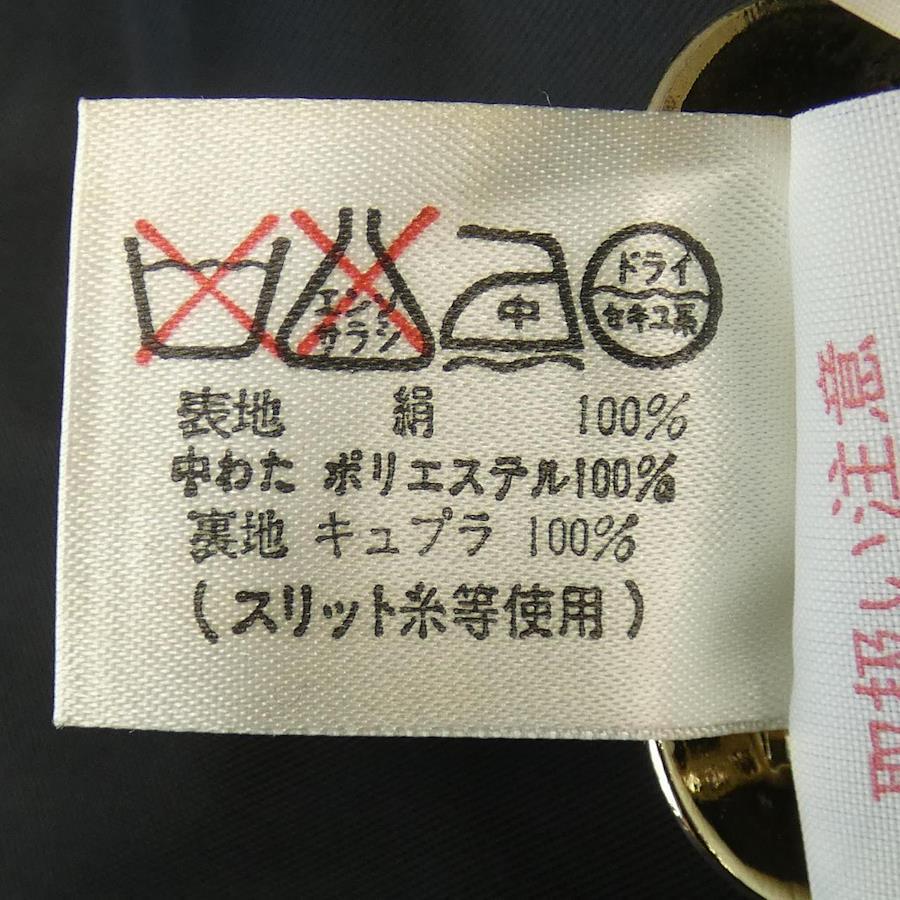 エンソ
サラシ
中
ドライ
セキユ系
表地 絹 100%
中わた ポリエステル100%
裏地 キュプラ 100%
(スリット糸等使用)
取扱い注意